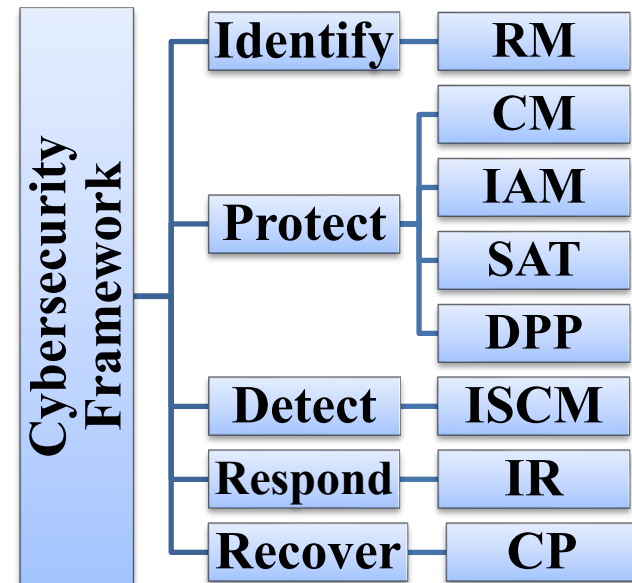 Cybersecurity
Framework
Identify
RM
Protect
CM
IAM
SAT
DPP
Detect
ISCM
Respond
IR
Recover
CP